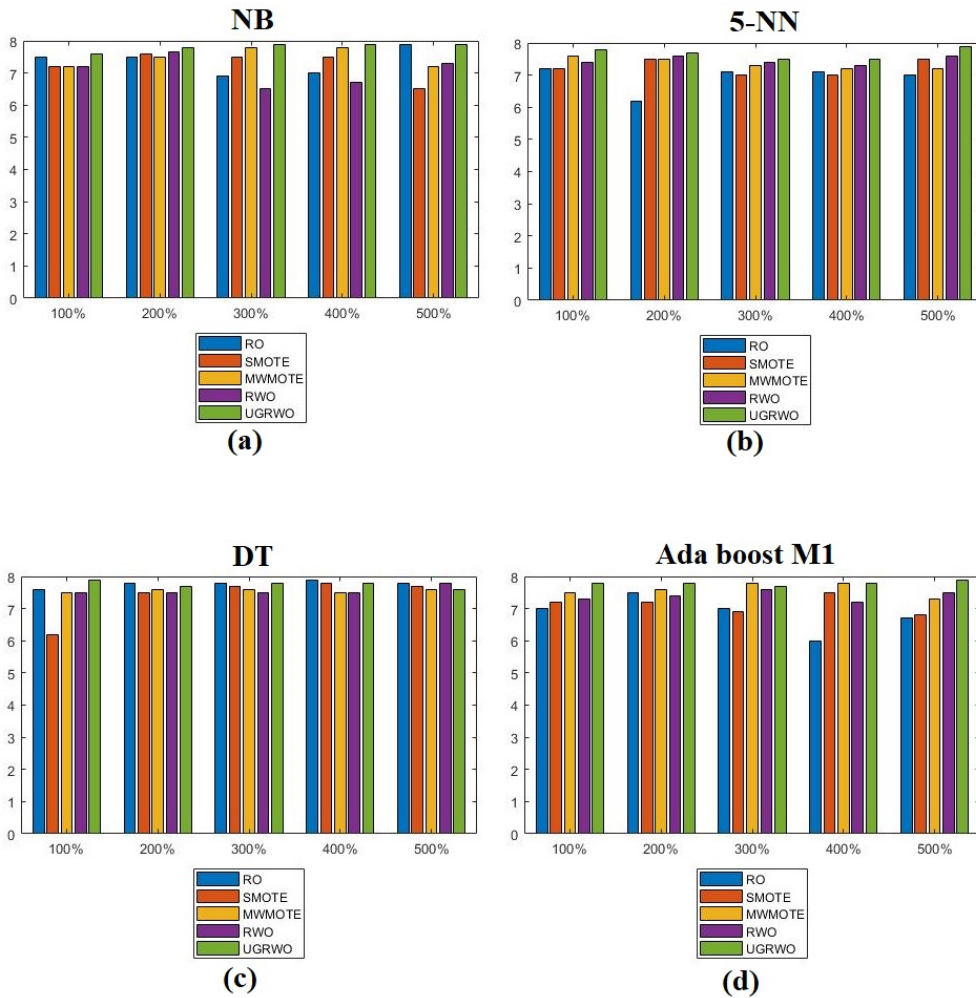 NB
8
7
6
5
4
3
2
1
0
100% 200% 300% 400% 500%
RO
SMOTE
MWMOTE
RWO
UGRWO
(a)
5-NN
8
7
6
5
4
3
2
1
0
100% 200% 300% 400% 500%
RO
SMOTE
MWMOTE
RWO
UGRWO
(b)
DT
8
7
6
5
4
3
2
1
0
100% 200% 300% 400% 500%
RO
SMOTE
MWMOTE
RWO
UGRWO
(c)
Ada boost M1
8
7
6
5
4
3
2
1
0
100% 200% 300% 400% 500%
RO
SMOTE
MWMOTE
RWO
UGRWO
(d)